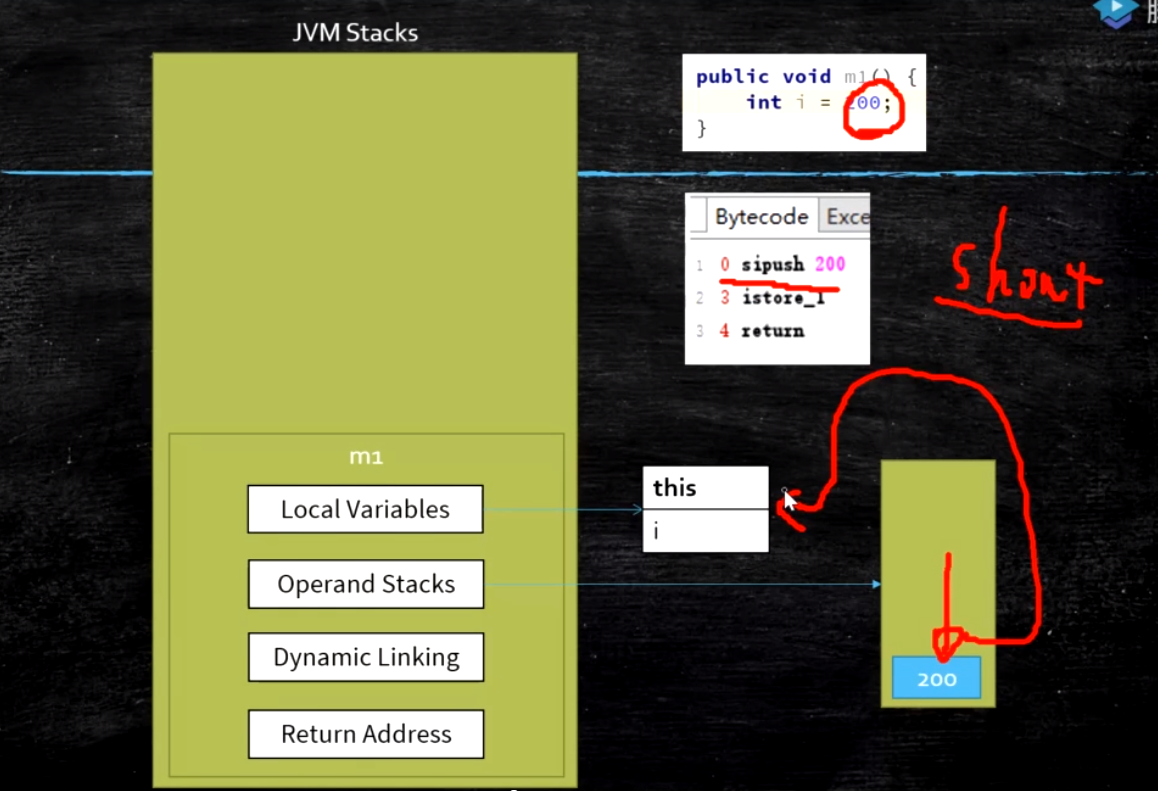 JVM Stacks
public void m1() {
int i = 200;
}
Bytecode Exce
1 0 sipush 200
2 3 istore_1
3 4 return
short
m1
Local Variables
Operand Stacks
Dynamic Linking
Return Address
this
i
200